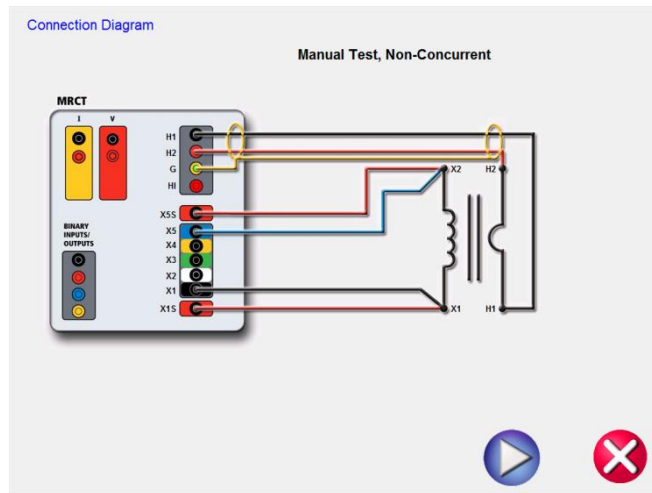 Connection Diagram
Manual Test, Non-Concurrent
MRCT
I V
H1
H2
G
HI
X5S
X5
X4
X3
X2
X1
X1S
BINARY
INPUTS/
OUTPUTS
X2 H2
X1 H1